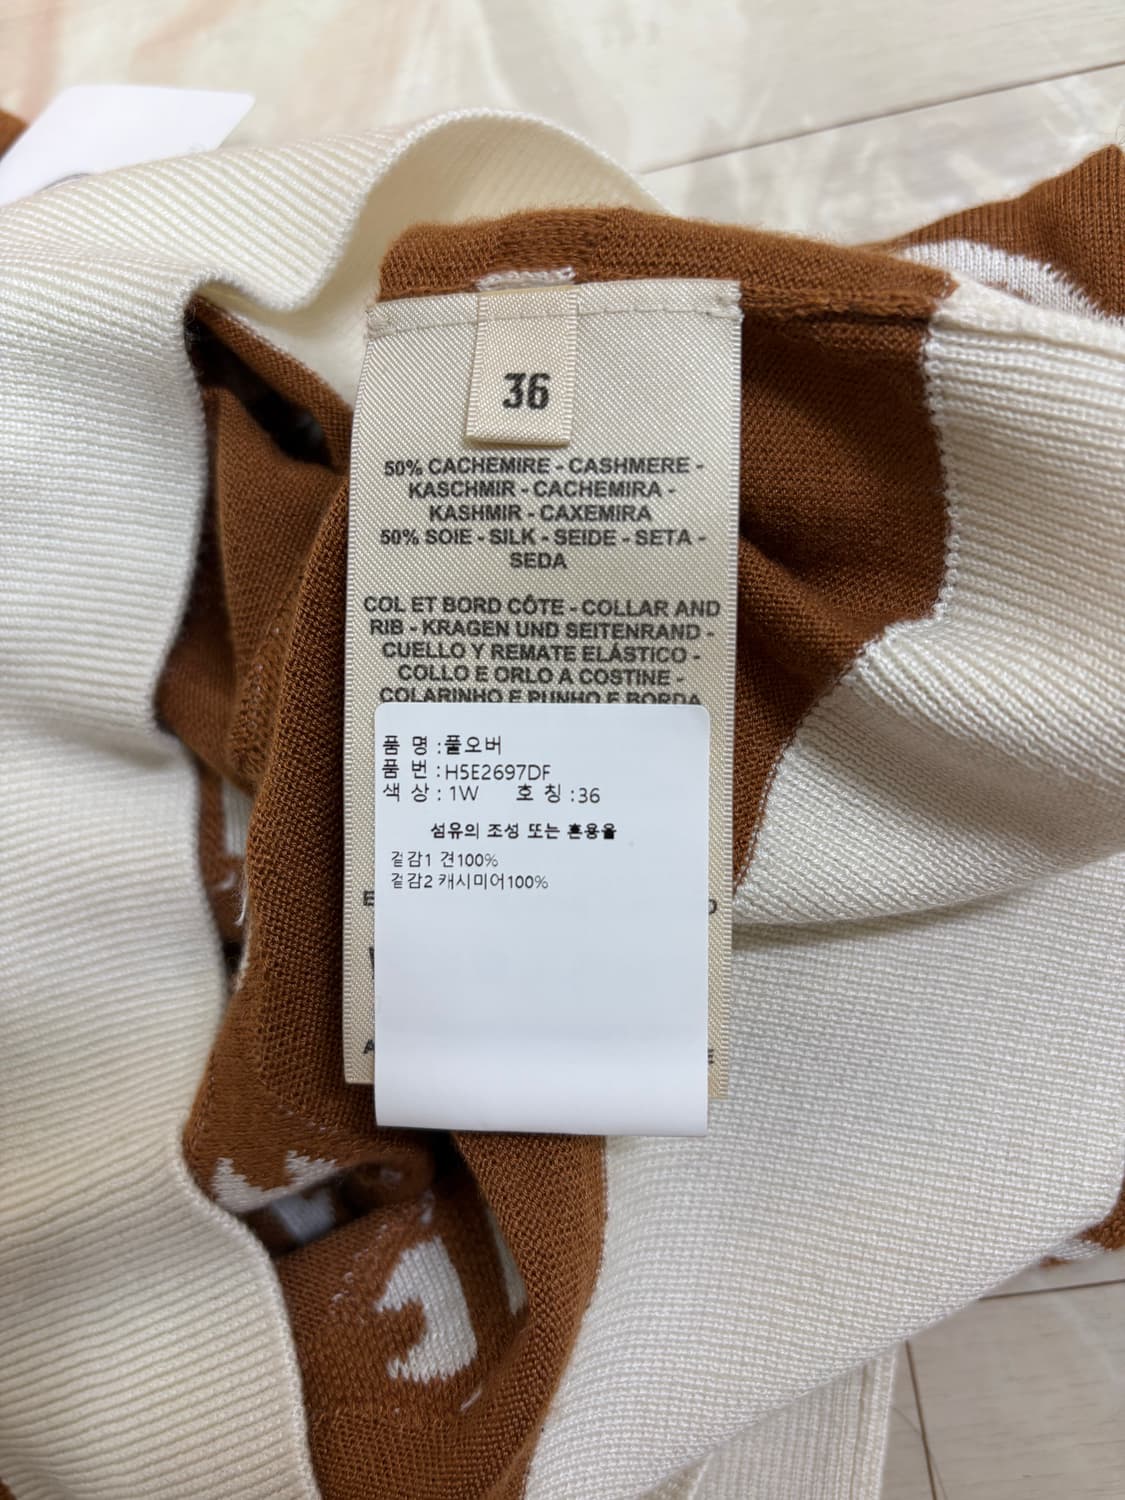 36
50% CACHEMIRE - CASHMERE -
KASCHMIR - CACHEMIRA -
KASHMIR - CAXEMIRA
50% SOIE - SILK - SEIDE - SETA -
SEDA
COL ET BORD CÔTE - COLLAR AND
RIB - KRAGEN UND SEITENRAND -
CUELLO Y REMATE ELÁSTICO -
COLLO E ORLO A COSTINE -
COLARINHO E PUNHO E BORDA
품 명 : 풀오버
품 번 : H5E2697DF
색 상 : 1W 호 칭 : 36
섬유의 조성 또는 혼용율
겉감1 견100%
겉감2 캐시미어100%